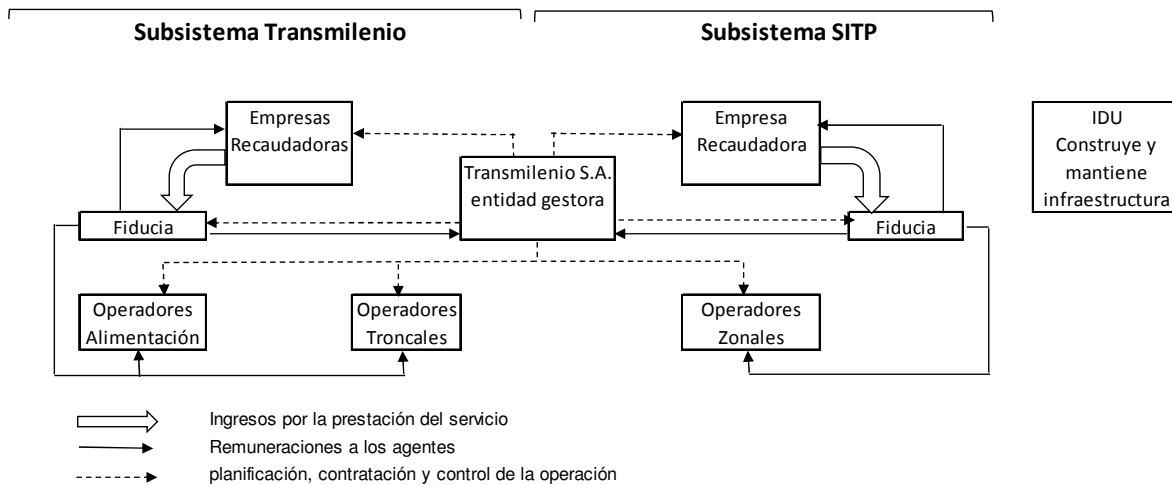 Subsistema Transmilenio
Subsistema SITP
Empresas
Recaudadoras
Empresa
Recaudadora
IDU
Construye y
mantiene
infraestructura
Transmilenio S.A.
entidad gestora
Fiducia
Fiducia
Operadores
Alimentación
Operadores
Troncales
Operadores
Zonales
Ingresos por la prestación del servicio
Remuneraciones a los agentes
planificación, contratación y control de la operación